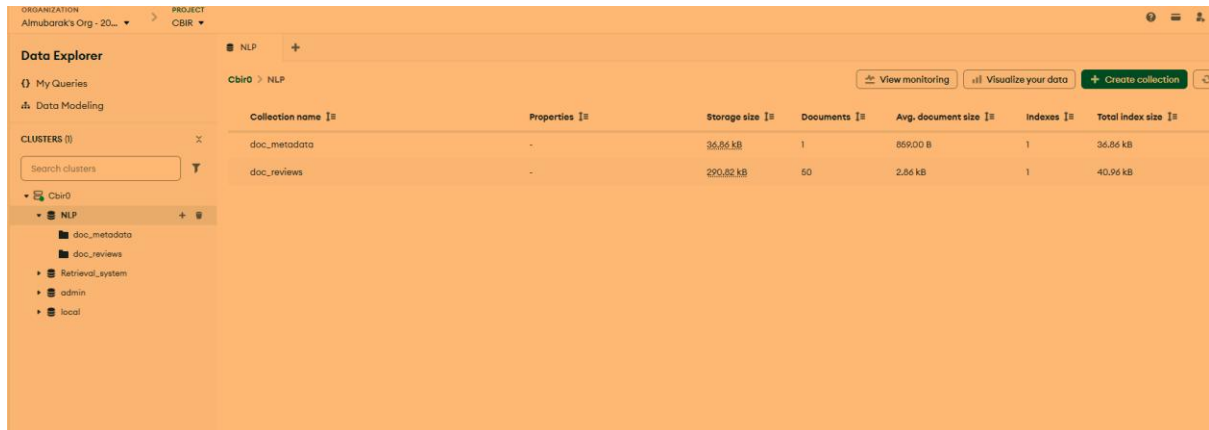 ORGANIZATION
Almubarak's Org - 20...
PROJECT
CBIR
Data Explorer
My Queries
Data Modeling
CLUSTERS (1)
Search clusters
Cbir0
NLP
doc_metadata
doc_reviews
Retrieval_system
admin
local
NLP
Cbir0 > NLP
View monitoring
Visualize your data
+ Create collection
Collection name Properties Storage size Documents Avg. document size Indexes Total index size
doc_metadata - 36.86 kB 1 859.00 B 1 36.86 kB
doc_reviews - 290.82 kB 50 2.86 kB 1 40.96 kB